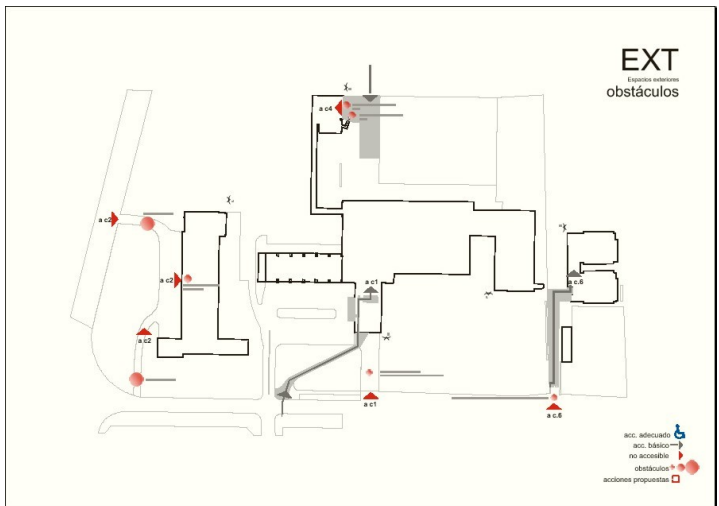 EXT
Espacios exteriores
obstáculos
a c4
a c2
a c2
a c1
a c.6
a c2
a c1
a c.6
acc. adecuado
acc. básico
no accesible
obstáculos
acciones propuestas